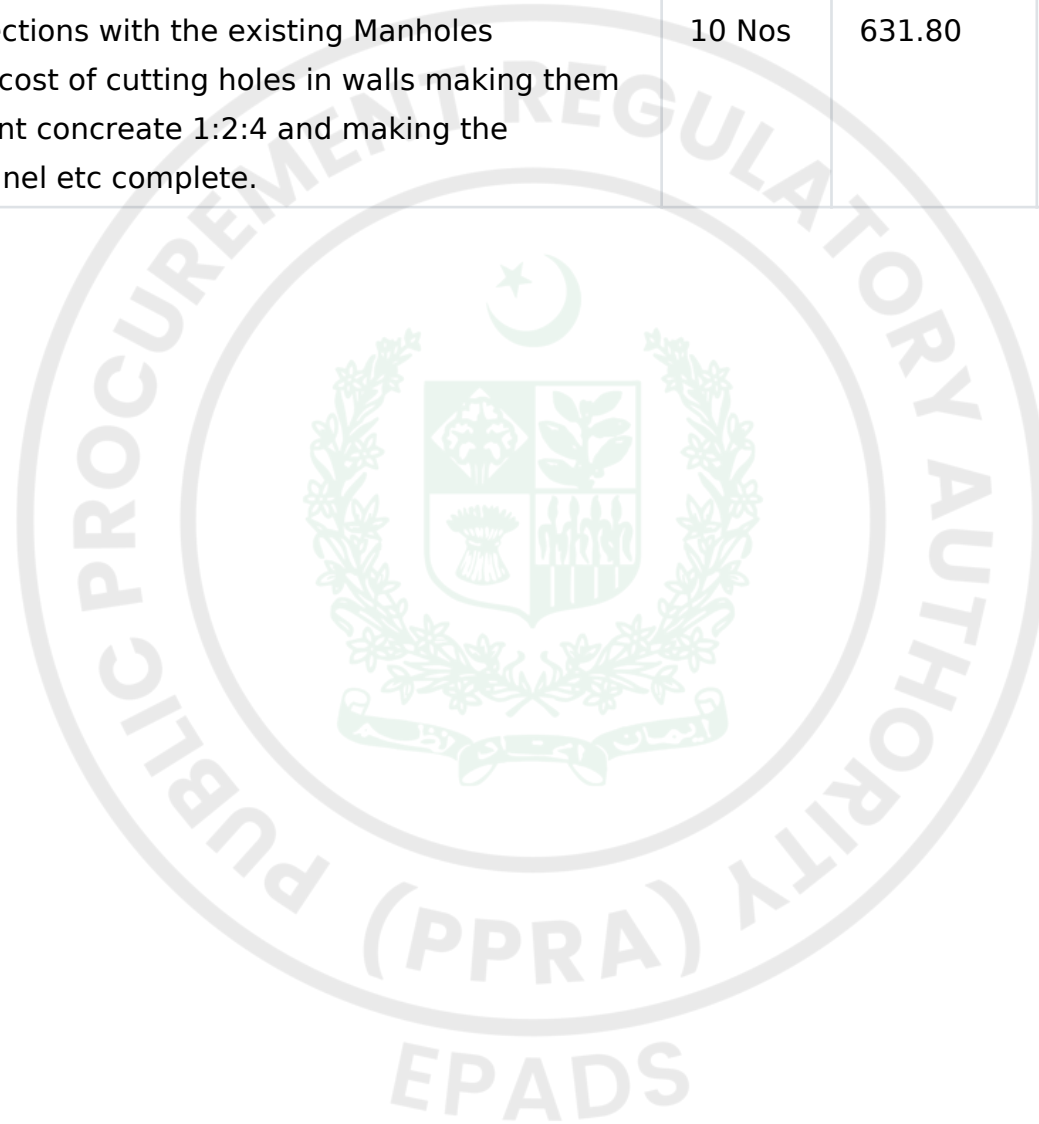 ctions with the existing Manholes 10 Nos 631.80
cost of cutting holes in walls making them
nt concreate 1:2:4 and making the
nel etc complete.
PUBLIC PROCUREMENT REGULATORY AUTHORITY
(PPRA)
EPADS